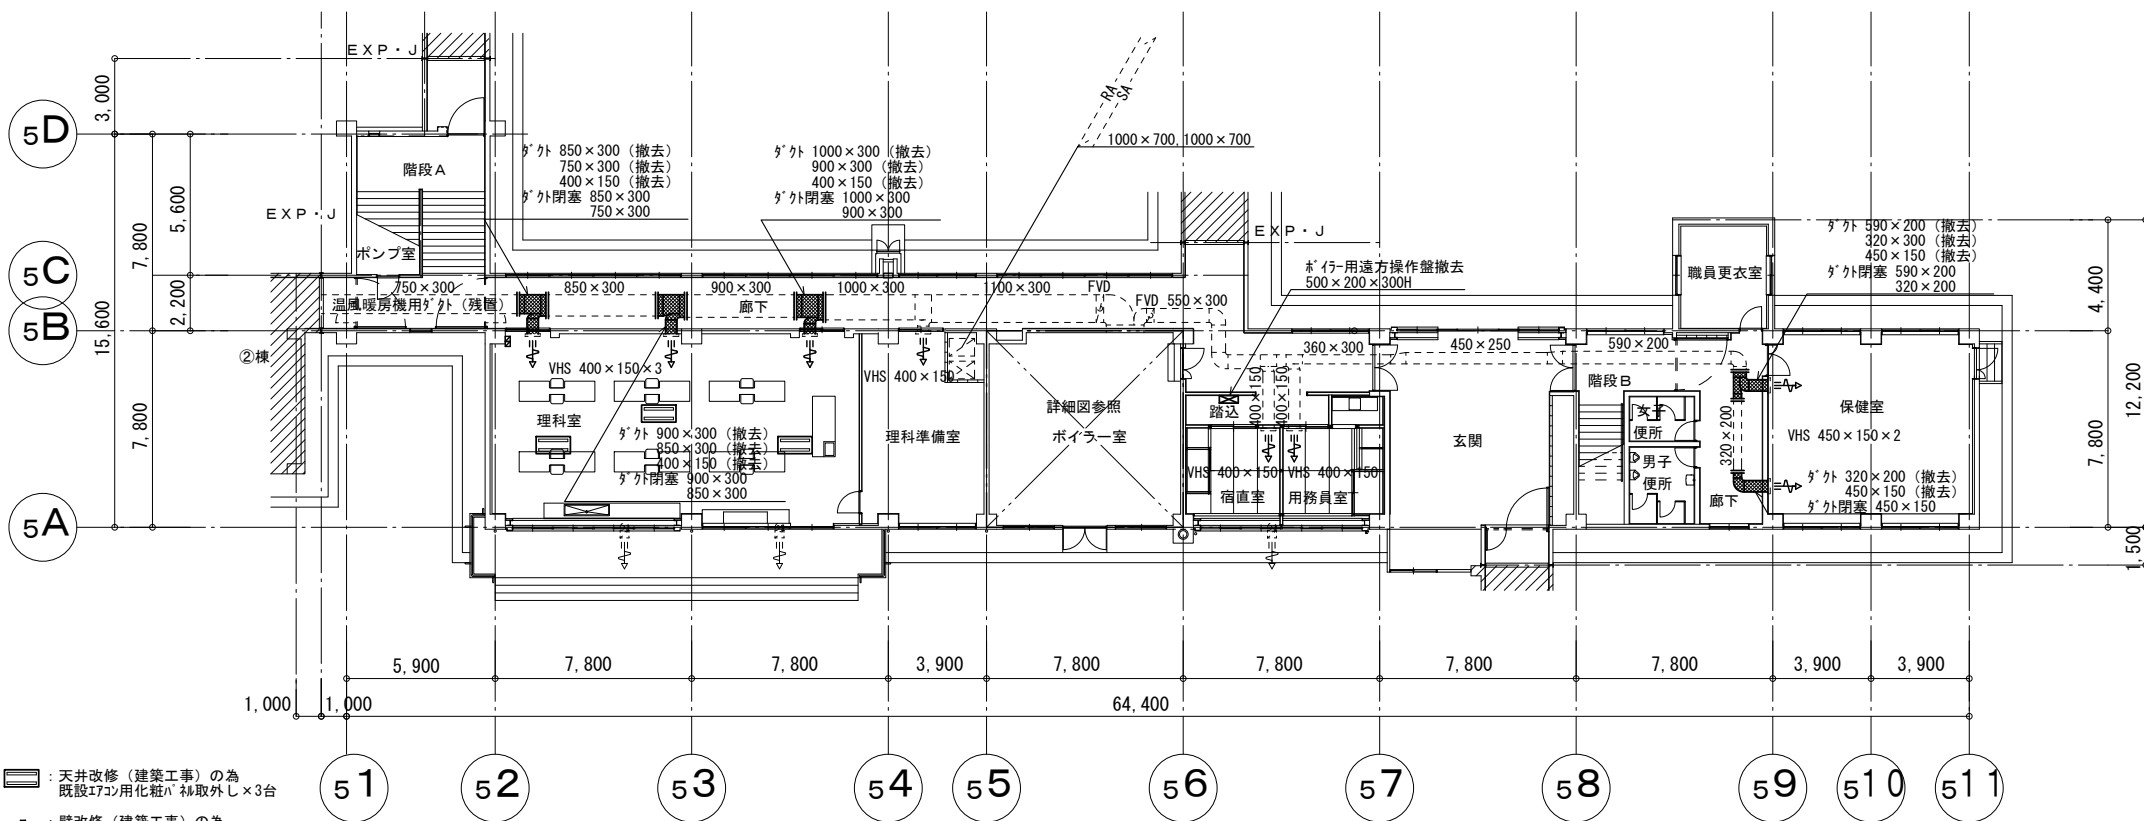 EXP・J
3,000
5D
5,600
7,800
5C
2,200
15,600
5B
7,800
5A
階段A
EXP・J
ポンプ室
②棟
ダクト 850×300（撤去）
750×300（撤去）
400×150（撤去）
ダクト閉塞 850×300
750×300
ダクト 1000×300（撤去）
900×300（撤去）
400×150（撤去）
ダクト閉塞 1000×300
900×300
RA
SA
1000×700,1000×700
EXP・J
ボイラー用遠方操作盤撤去
500×200×300H
職員更衣室
ダクト 590×200（撤去）
320×300（撤去）
450×150（撤去）
ダクト閉塞 590×200
320×200
4,400
12,200
7,800
1,500
750×300
850×300
900×300
1000×300
1100×300
FVD
FVD 550×300
温風暖房機用ダクト（残置）
廊下
360×300
450×250
590×200
VHS 400×150×3
VHS 400×150
400×150
400×150
階段B
理科室
ダクト 900×300（撤去）
850×300（撤去）
400×150（撤去）
ダクト閉塞 900×300
850×300
理科準備室
詳細図参照
ボイラー室
踏込
VHS 400×150
VHS 400×150
宿直室
用務員室
玄関
女子
便所
男子
便所
320×200
廊下
保健室
VHS 450×150×2
ダクト 320×200（撤去）
450×150（撤去）
ダクト閉塞 450×150
5,900
7,800
7,800
3,900
7,800
7,800
7,800
7,800
3,900
3,900
1,000
1,000
64,400
51
52
53
54
55
56
57
58
59
510
511
：天井改修（建築工事）の為
既設エアコン用化粧パネル取外し×3台
：壁改修（建築工事）の為